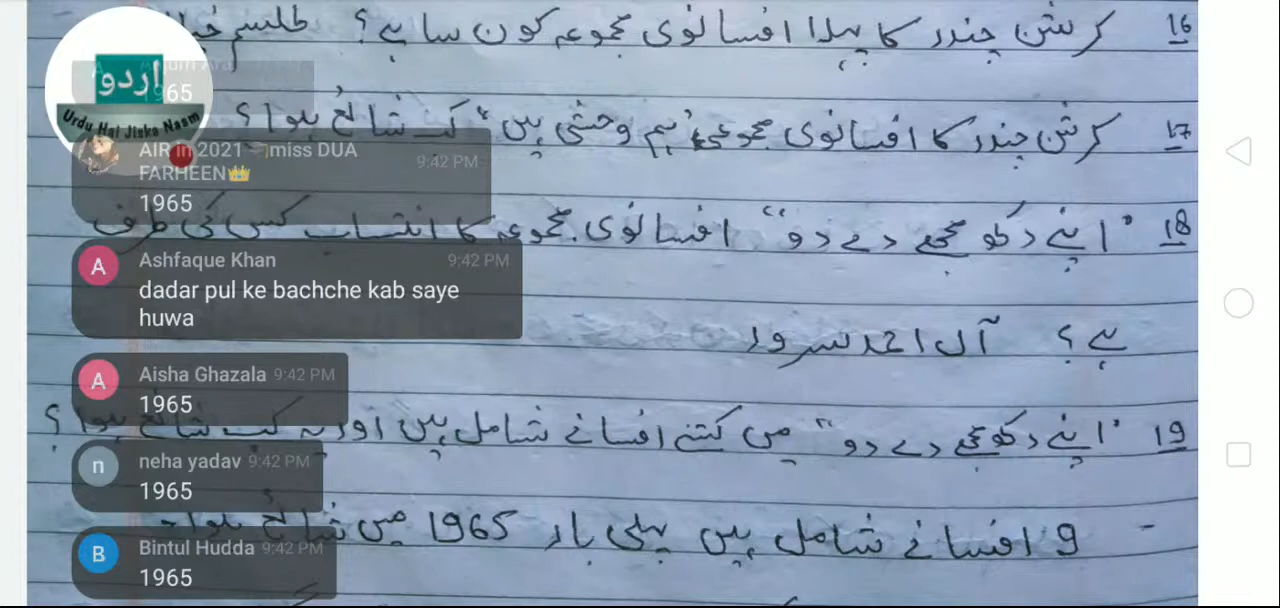 16 کرشن چندر کا پہلا افسانوی مجموعہ کون سا ہے؟ طلسم خیال
17 کرشن چندر کا افسانوی مجموعے "ہم وحشی ہیں" کب شائع ہوا؟
18 "اپنے دکھ مجھے دے دو" افسانوی مجموعہ کا انتساب کس کی طرف
ہے؟ آل احمد سرور
19 "اپنے دکھ مجھے دے دو" میں کتنے افسانے شامل ہیں اور یہ کب شائع ہوا؟
- 9 افسانے شامل ہیں پہلی بار 1965 میں شائع ہوا۔
اردو
Urdu Hai Jiska Naam
1965
AIR in 2021 miss DUA FARHEEN 9:42 PM
1965
Ashfaque Khan 9:42 PM
dadar pul ke bachche kab saye
huwa
Aisha Ghazala 9:42 PM
1965
neha yadav 9:42 PM
1965
Bintul Hudda 9:42 PM
1965